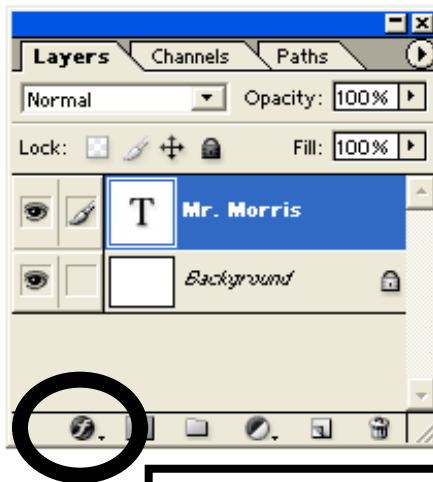 Layers Channels Paths
Normal Opacity: 100%
Lock: Fill: 100%
T Mr. Morris
Background